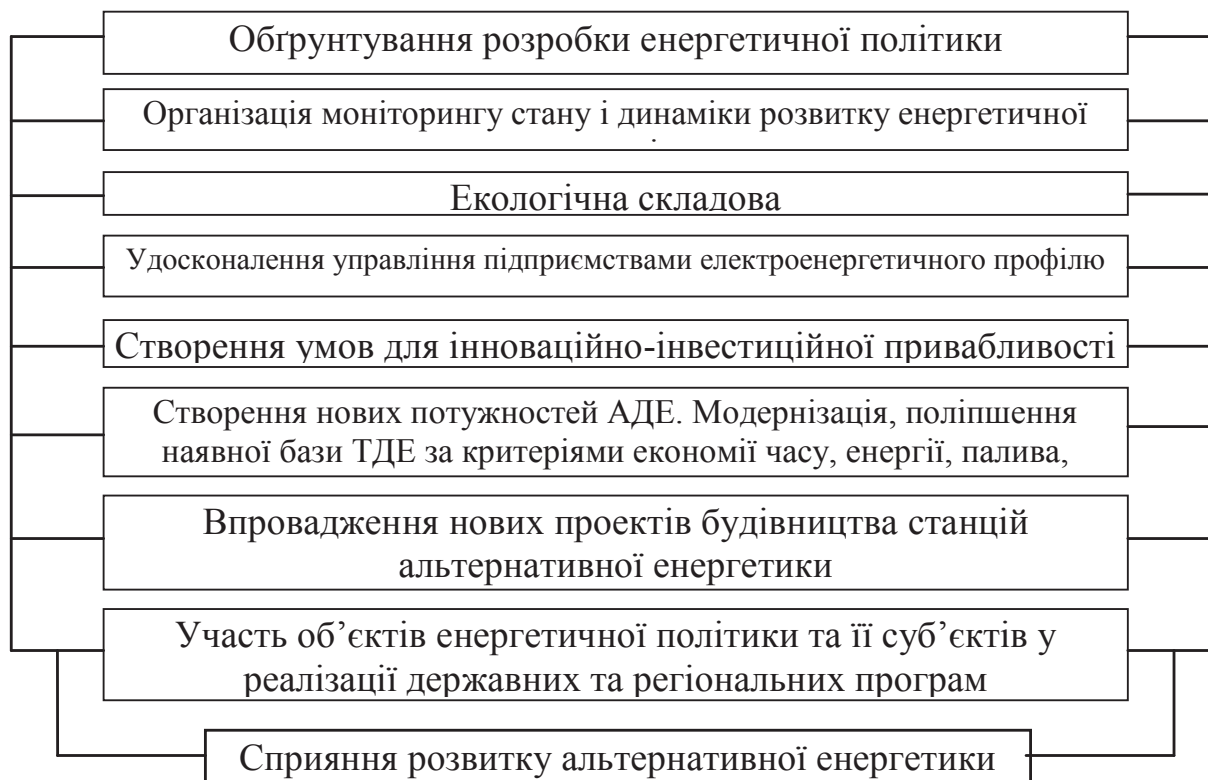 Обґрунтування розробки енергетичної політики
Організація моніторингу стану і динаміки розвитку енергетичної
Екологічна складова
Удосконалення управління підприємствами електроенергетичного профілю
Створення умов для інноваційно-інвестиційної привабливості
Створення нових потужностей АДЕ. Модернізація, поліпшення
наявної бази ТДЕ за критеріями економії часу, енергії, палива,
Впровадження нових проектів будівництва станцій
альтернативної енергетики
Участь об’єктів енергетичної політики та її суб’єктів у
реалізації державних та регіональних програм
Сприяння розвитку альтернативної енергетики